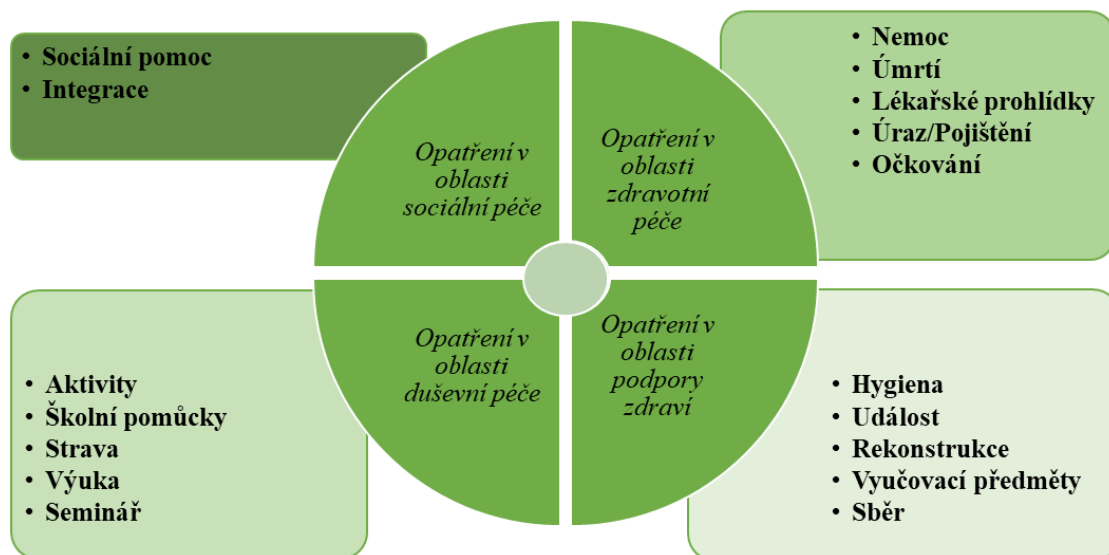 • Sociální pomoc
• Integrace
Opatření v
oblasti
sociální péče
Opatření v
oblasti
zdravotní
péče
• Nemoc
• Úmrtí
• Lékařské prohlídky
• Úraz/Pojištění
• Očkování
• Aktivity
• Školní pomůcky
• Strava
• Výuka
• Seminář
Opatření v
oblasti
duševní péče
Opatření v
oblasti
podpory
zdraví
• Hygiena
• Událost
• Rekonstrukce
• Vyučovací předměty
• Sběr